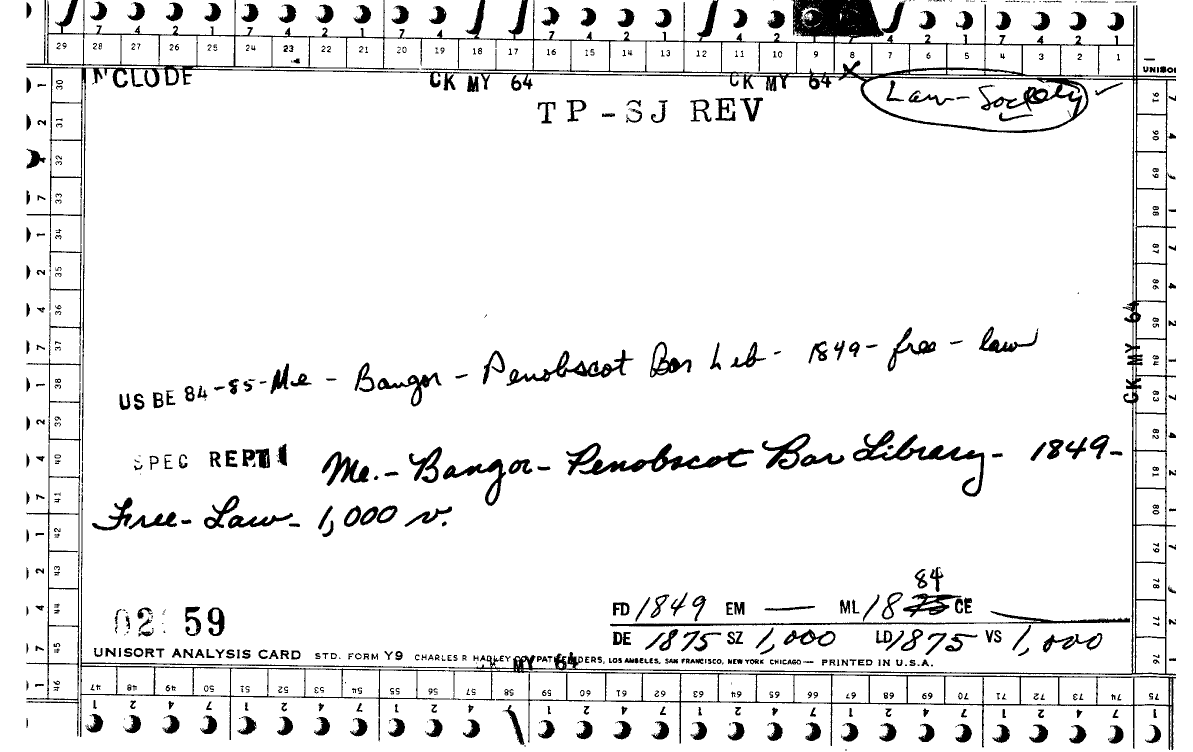 7 4 2 1 7 4 2 1 7 4 2 1 7 4 2 1 7 4 2 1 7 4 2 1
29 28 27 26 25 24 23 22 21 20 19 18 17 16 15 14 13 12 11 10 9 8 7 6 5 4 3 2 1
UNISORT
INCLUDE CK MY 64 CK MY 64 x Law-Society ✓
TP-SJ REV
US BE 84-85-Me - Bangor - Penobscot Bar Lib - 1849- free - law
SPEC REPT Me.- Bangor- Penobscot Bar Library- 1849-
Free- Law- 1,000 v.
CK MY 64
84
02 59 FD 1849 EM — ML 1875 CE —
DE 1875 SZ 1,000 LD 1875 VS 1,000
UNISORT ANALYSIS CARD STD. FORM Y9 CHARLES R HADLEY CO. PATHFINDERS, LOS ANGELES, SAN FRANCISCO, NEW YORK CHICAGO — PRINTED IN U.S.A.
CK MY 64
30 31 32 33 34 35 36 37 38 39 40 41 42 43 44 45 46
91 90 89 88 87 86 85 84 83 82 81 80 79 78 77 76
47 48 49 50 51 52 53 54 55 56 57 58 59 60 61 62 63 64 65 66 67 68 69 70 71 72 73 74 75
1 2 4 7 1 2 4 7 1 2 4 7 1 2 4 7 1 2 4 7 1 2 4 7 1